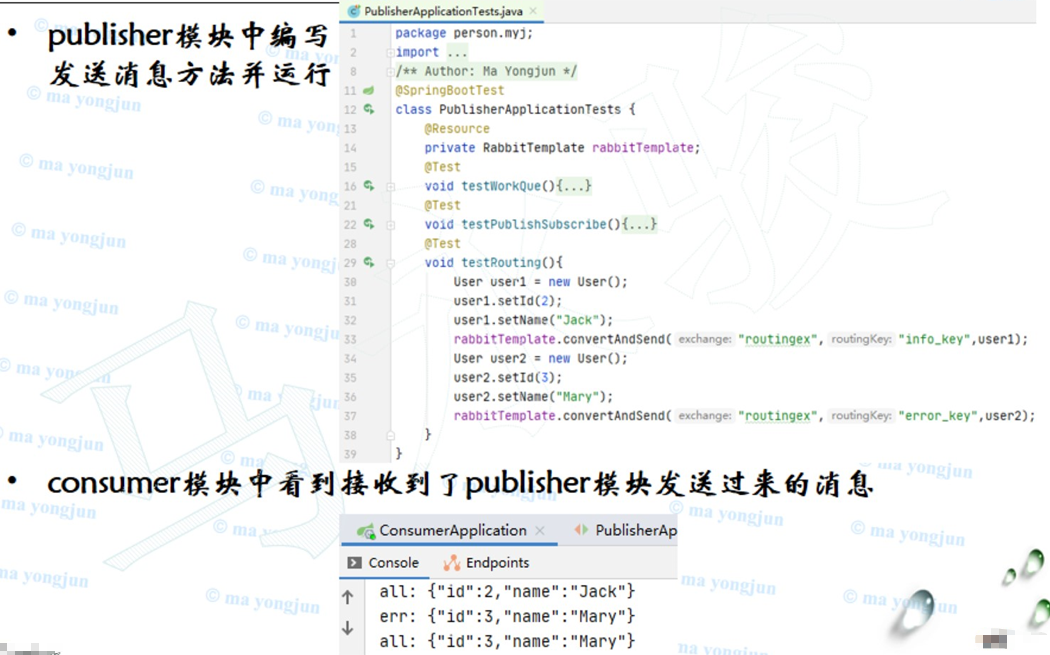 • publisher模块中编写
发送消息方法并运行
PublisherApplicationTests.java ×
1 package person.myj;
2 import ...
8 /** Author: Ma Yongjun */
11 @SpringBootTest
12 class PublisherApplicationTests {
13 @Resource
14 private RabbitTemplate rabbitTemplate;
15 @Test
16 void testWorkQue(){...}
21 @Test
22 void testPublishSubscribe(){...}
28 @Test
29 void testRouting(){
30 User user1 = new User();
31 user1.setId(2);
32 user1.setName("Jack");
33 rabbitTemplate.convertAndSend( exchange: "routingex", routingKey: "info_key",user1);
34 User user2 = new User();
35 user2.setId(3);
36 user2.setName("Mary");
37 rabbitTemplate.convertAndSend( exchange: "routingex", routingKey: "error_key",user2);
38 }
39 }
• consumer模块中看到接收到了publisher模块发送过来的消息
ConsumerApplication × PublisherAp
Console Endpoints
all: {"id":2,"name":"Jack"}
err: {"id":3,"name":"Mary"}
all: {"id":3,"name":"Mary"}
© ma yongjun